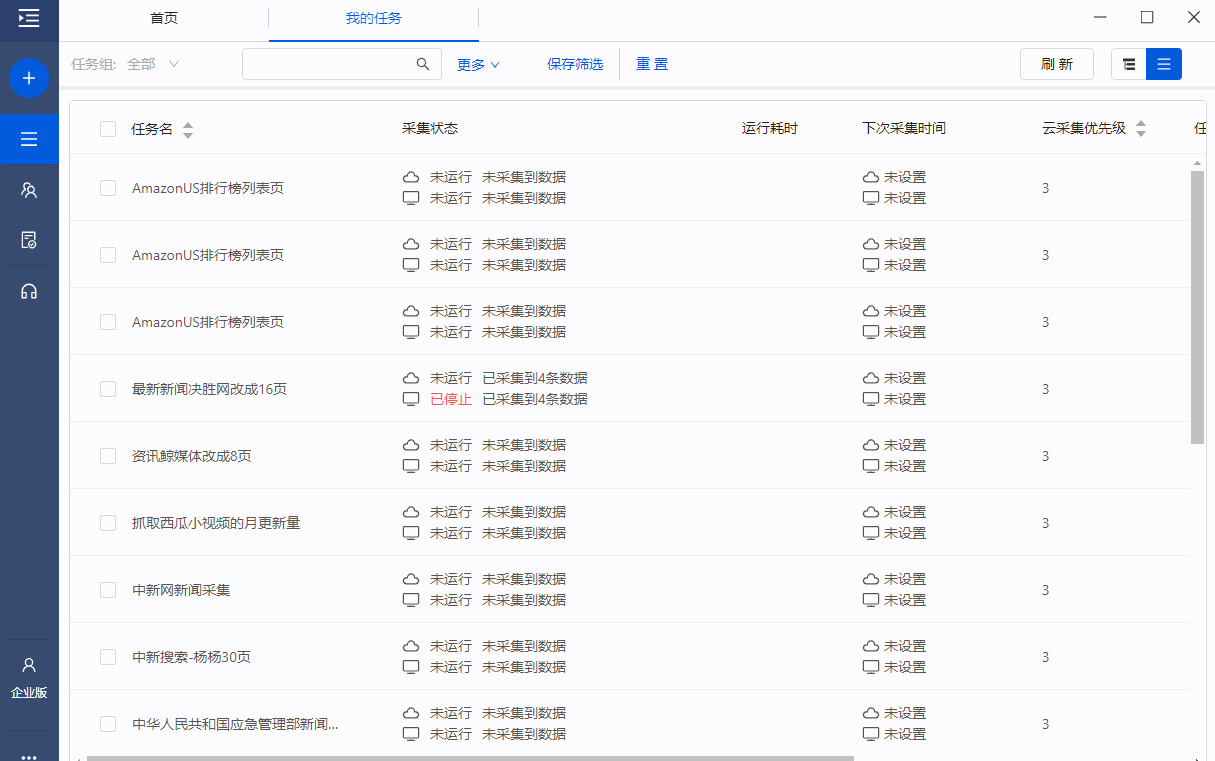 首页
我的任务
任务组: 全部
更多
保存筛选
重 置
刷 新
任务名
采集状态
运行耗时
下次采集时间
云采集优先级
任
AmazonUS排行榜列表页
未运行 未采集到数据
未运行 未采集到数据
未设置
未设置
3
AmazonUS排行榜列表页
未运行 未采集到数据
未运行 未采集到数据
未设置
未设置
3
AmazonUS排行榜列表页
未运行 未采集到数据
未运行 未采集到数据
未设置
未设置
3
最新新闻决胜网改成16页
未运行 已采集到4条数据
已停止 已采集到4条数据
未设置
未设置
3
资讯鲸媒体改成8页
未运行 未采集到数据
未运行 未采集到数据
未设置
未设置
3
抓取西瓜小视频的月更新量
未运行 未采集到数据
未运行 未采集到数据
未设置
未设置
3
中新网新闻采集
未运行 未采集到数据
未运行 未采集到数据
未设置
未设置
3
中新搜索-杨杨30页
未运行 未采集到数据
未运行 未采集到数据
未设置
未设置
3
中华人民共和国应急管理部新闻...
未运行 未采集到数据
未运行 未采集到数据
未设置
未设置
3
企业版